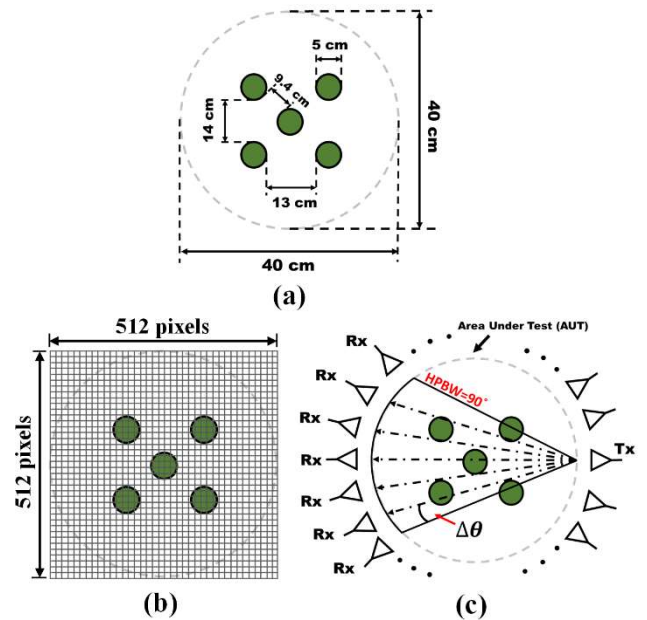 5 cm
9.4 cm
14 cm
40 cm
13 cm
40 cm
(a)
512 pixels
512 pixels
(b)
Area Under Test (AUT)
Rx
HPBW=90°
Rx
Rx
Rx
Tx
Rx
Rx
Δθ
Rx
(c)